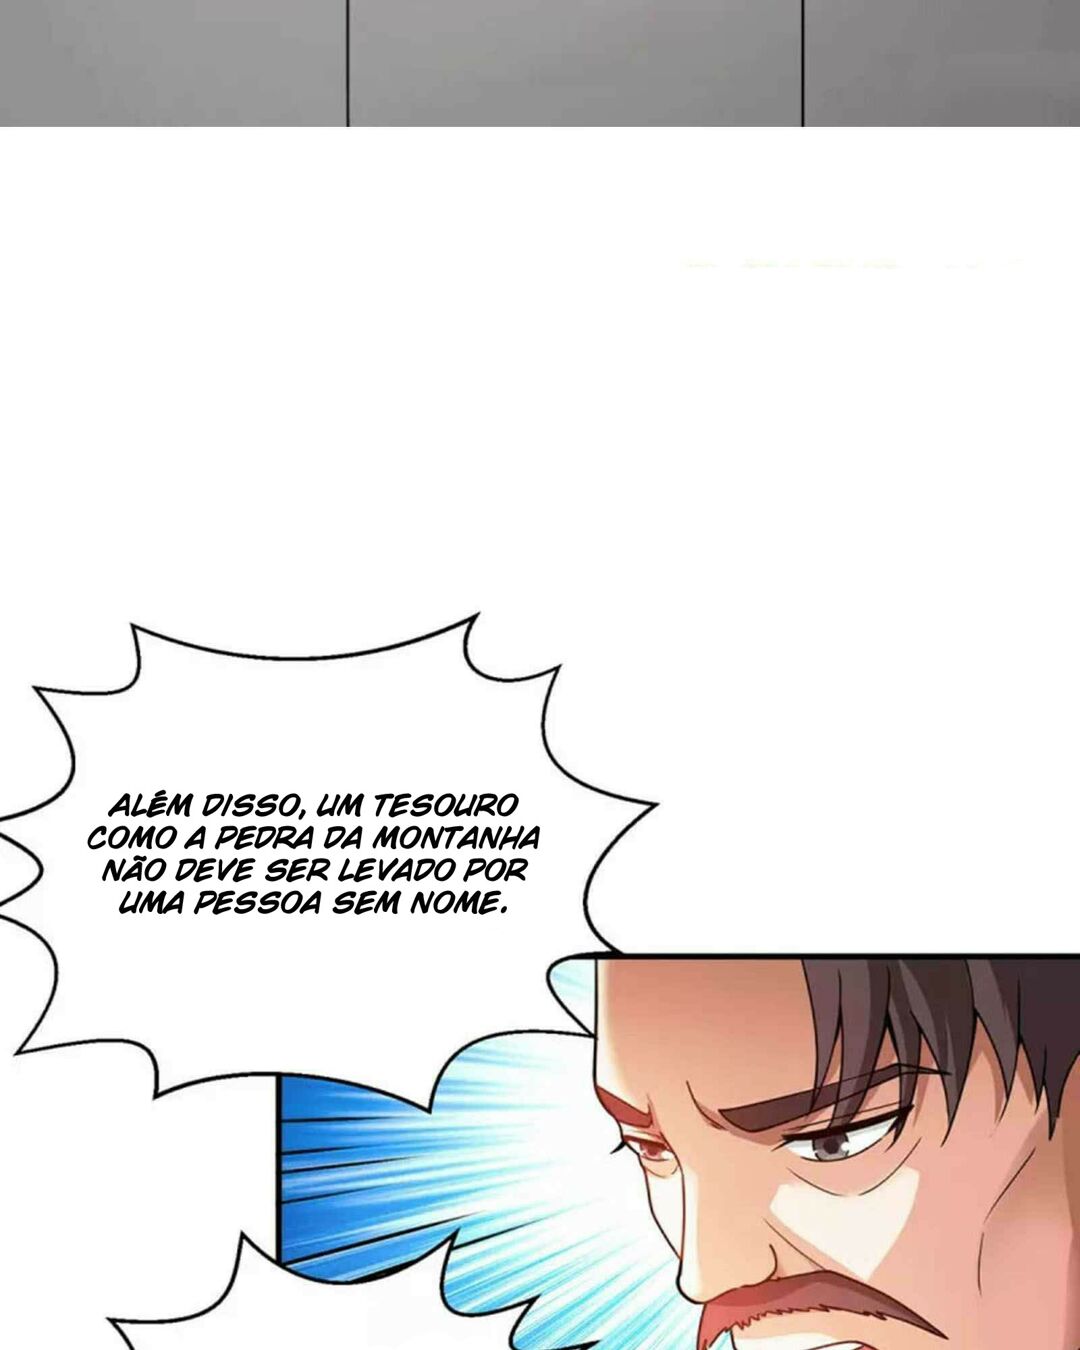 ALÉM DISSO, UM TESOURO
COMO A PEDRA DA MONTANHA
NÃO DEVE SER LEVADO POR
UMA PESSOA SEM NOME.